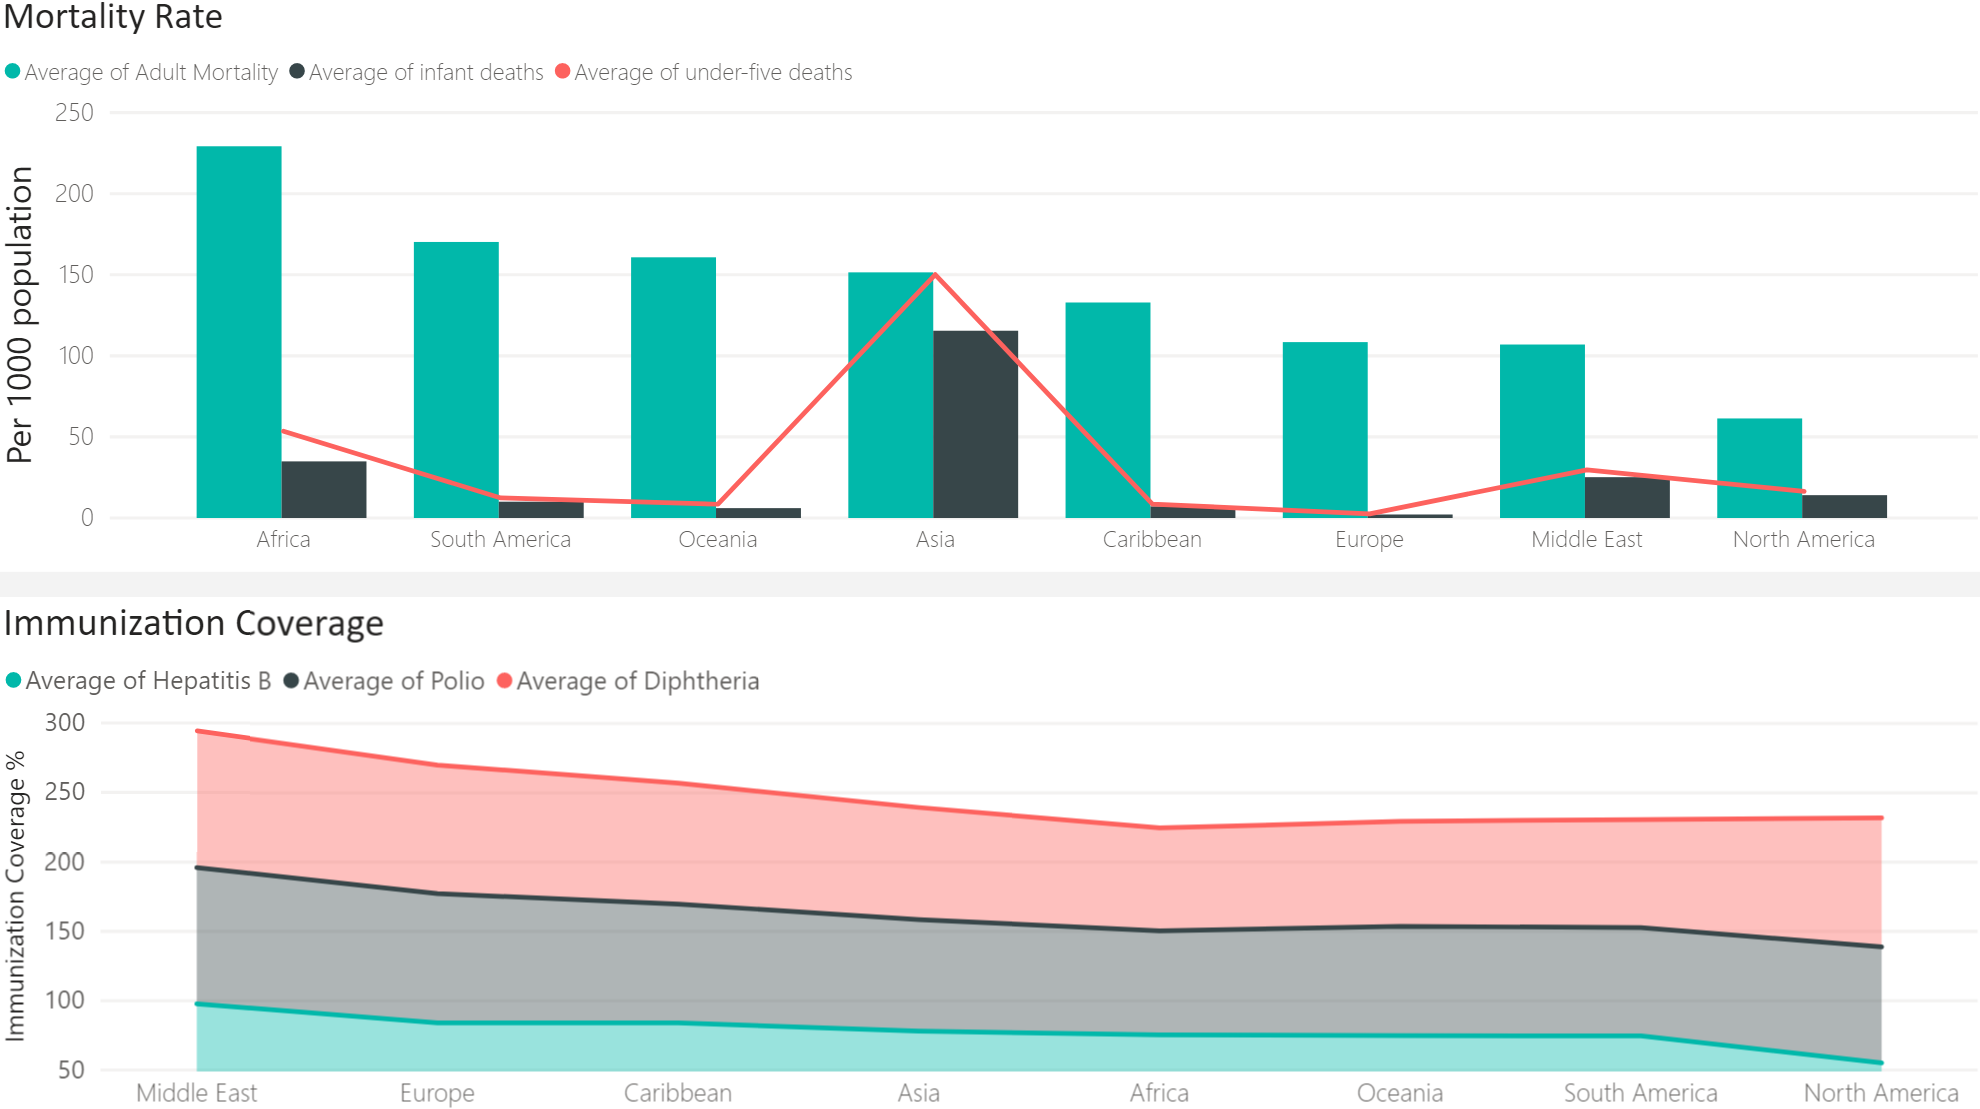 Mortality Rate
Average of Adult Mortality Average of infant deaths Average of under-five deaths
Per 1000 population
250
200
150
100
50
0
Africa South America Oceania Asia Caribbean Europe Middle East North America
Immunization Coverage
Average of Hepatitis B Average of Polio Average of Diphtheria
Immunization Coverage %
300
250
200
150
100
50
Middle East Europe Caribbean Asia Africa Oceania South America North America